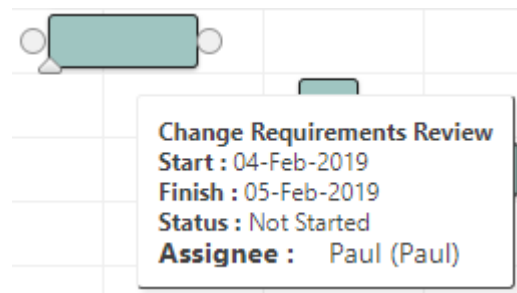 Change Requirements Review
Start : 04-Feb-2019
Finish : 05-Feb-2019
Status : Not Started
Assignee : Paul (Paul)